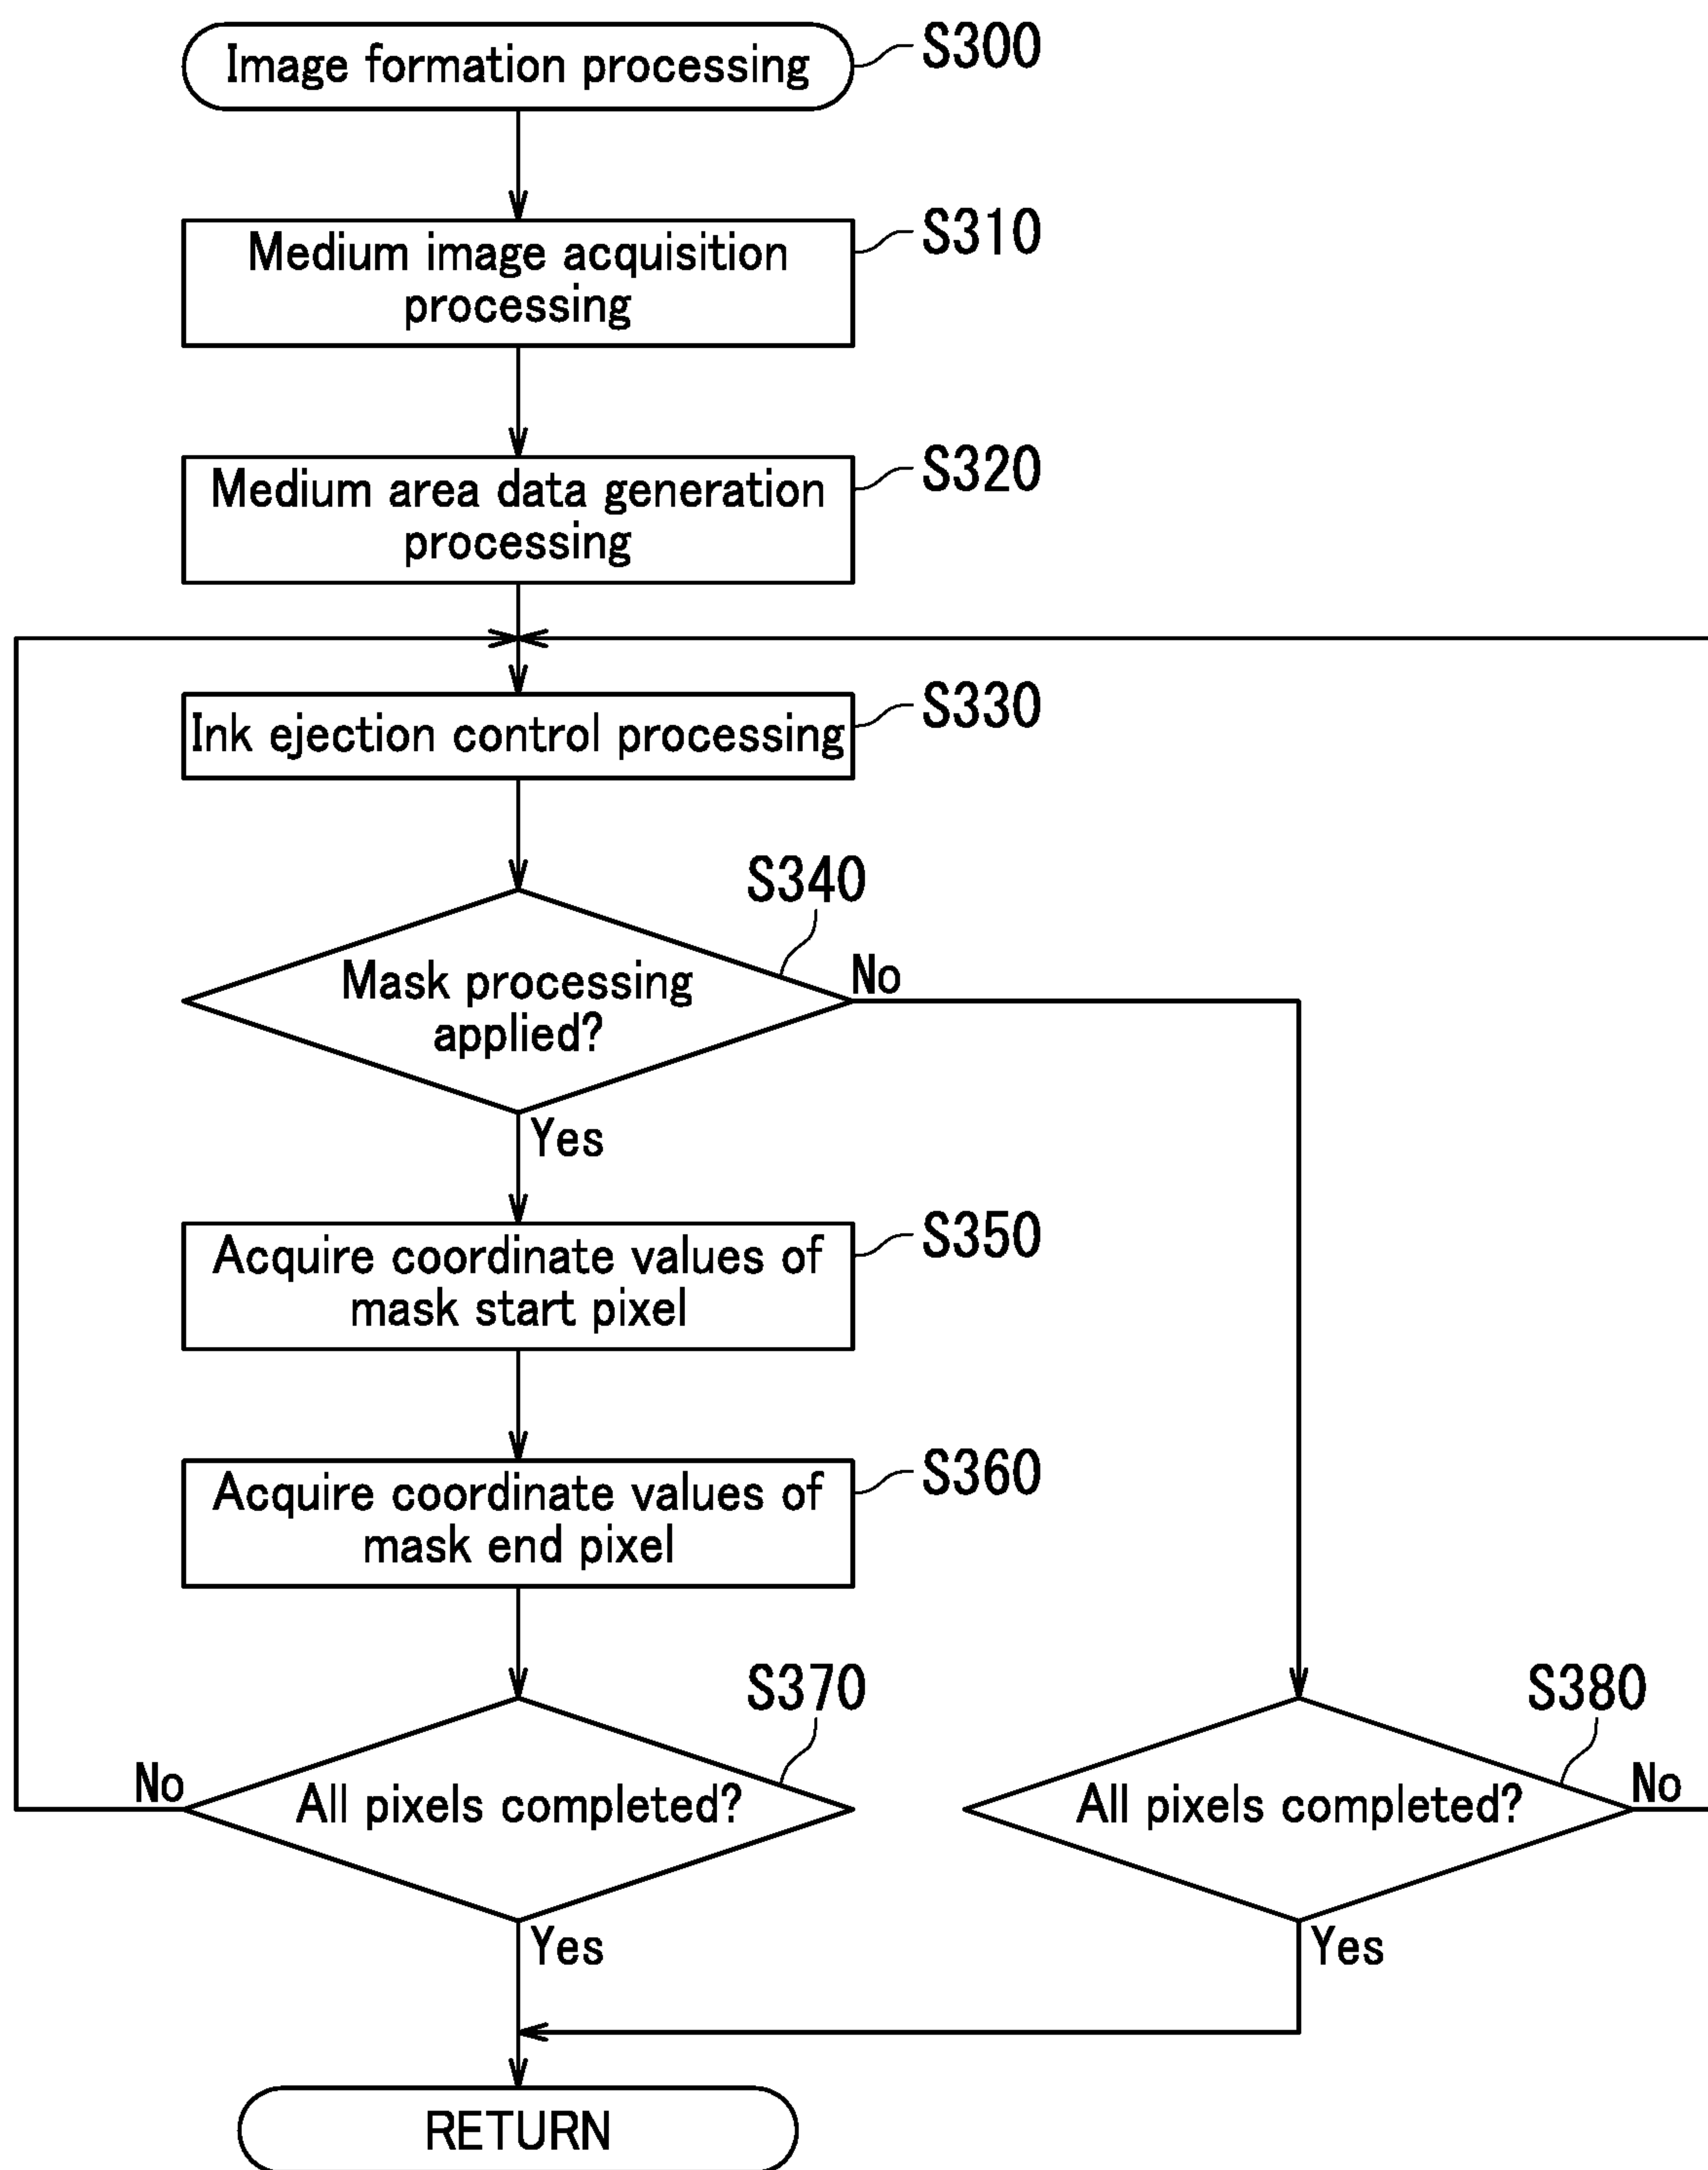 Image formation processing
S300
Medium image acquisition
processing
S310
Medium area data generation
processing
S320
Ink ejection control processing
S330
S340
Mask processing
applied?
No
Yes
Acquire coordinate values of
mask start pixel
S350
Acquire coordinate values of
mask end pixel
S360
S370
All pixels completed?
No
Yes
S380
All pixels completed?
No
Yes
RETURN